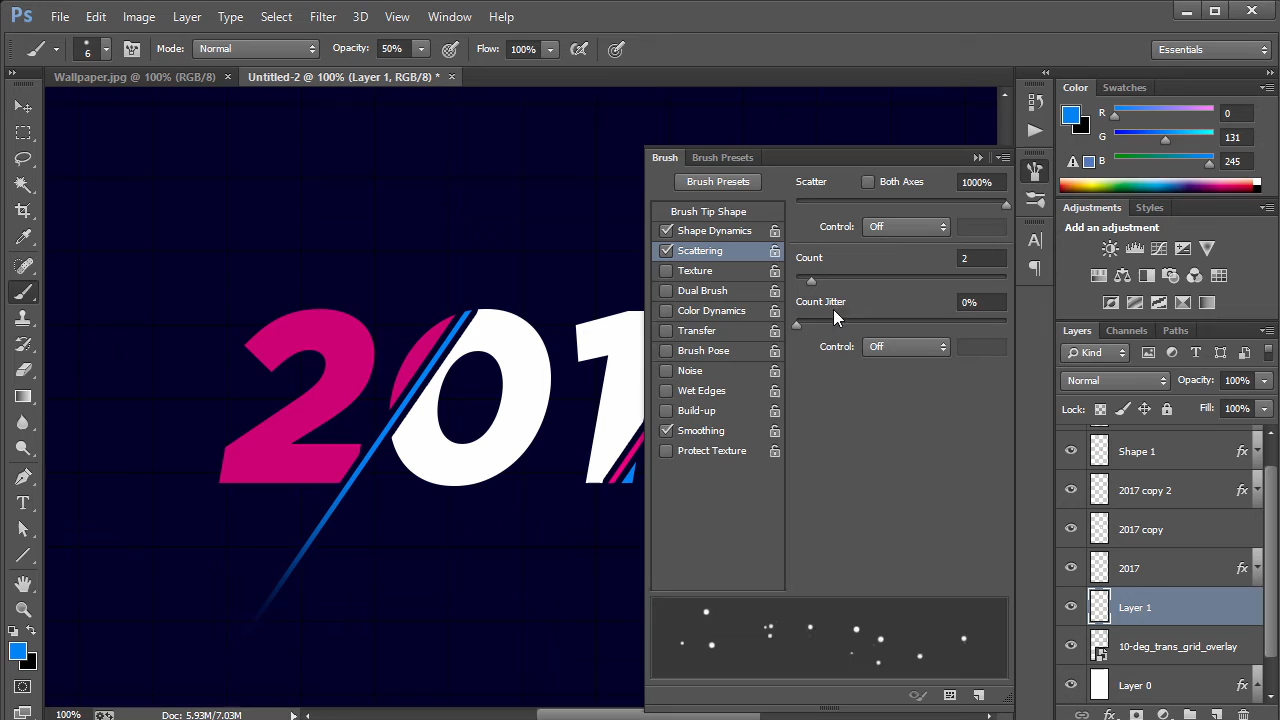 Ps File Edit Image Layer Type Select Filter 3D View Window Help
6 Mode: Normal Opacity: 50% Flow: 100% Essentials
Wallpaper.jpg @ 100% (RGB/8) × Untitled-2 @ 100% (Layer 1, RGB/8) * ×
Color Swatches
R 0
G 131
B 245
Adjustments Styles
Add an adjustment
Layers Channels Paths
Kind
Normal Opacity: 100%
Lock: Fill: 100%
Shape 1 fx
2017 copy 2 fx
2017 copy
2017 fx
Layer 1
10-deg_trans_grid_overlay
Layer 0
fx
Brush Brush Presets
Brush Presets
Brush Tip Shape
Shape Dynamics
Scattering
Texture
Dual Brush
Color Dynamics
Transfer
Brush Pose
Noise
Wet Edges
Build-up
Smoothing
Protect Texture
Scatter Both Axes 1000%
Control: Off
Count 2
Count Jitter 0%
Control: Off
201
100% Doc: 5.93M/7.03M